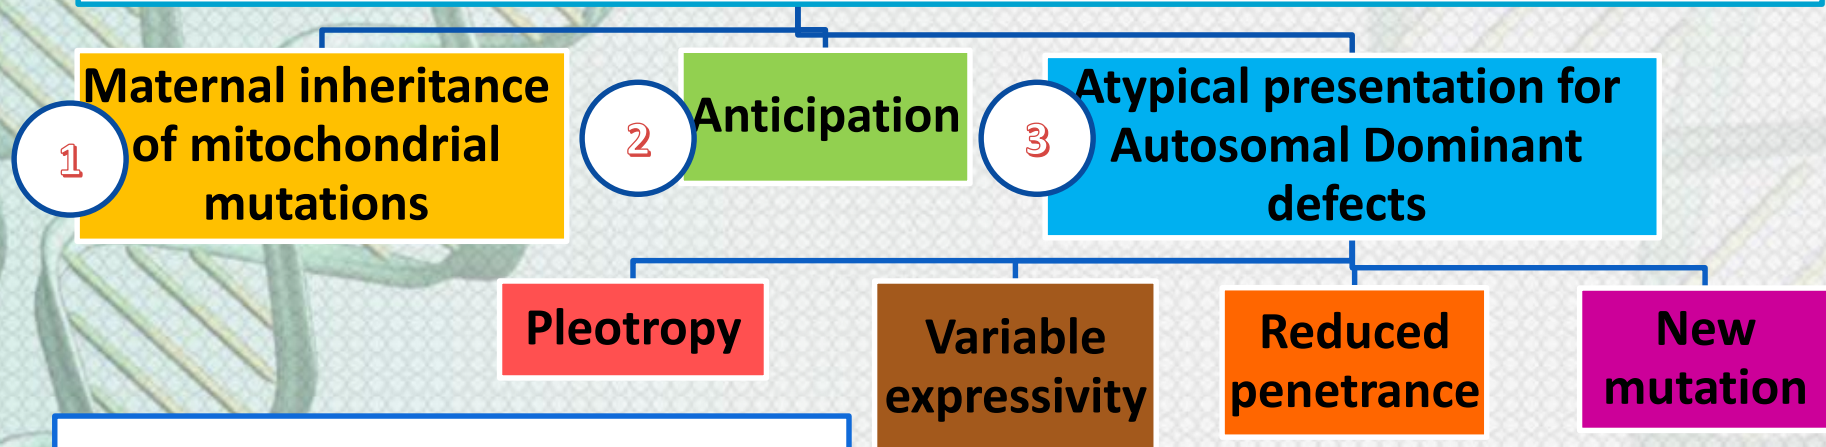 1
Maternal inheritance
of mitochondrial
mutations
2
Anticipation
3
Atypical presentation for
Autosomal Dominant
defects
Pleotropy
Variable
expressivity
Reduced
penetrance
New
mutation